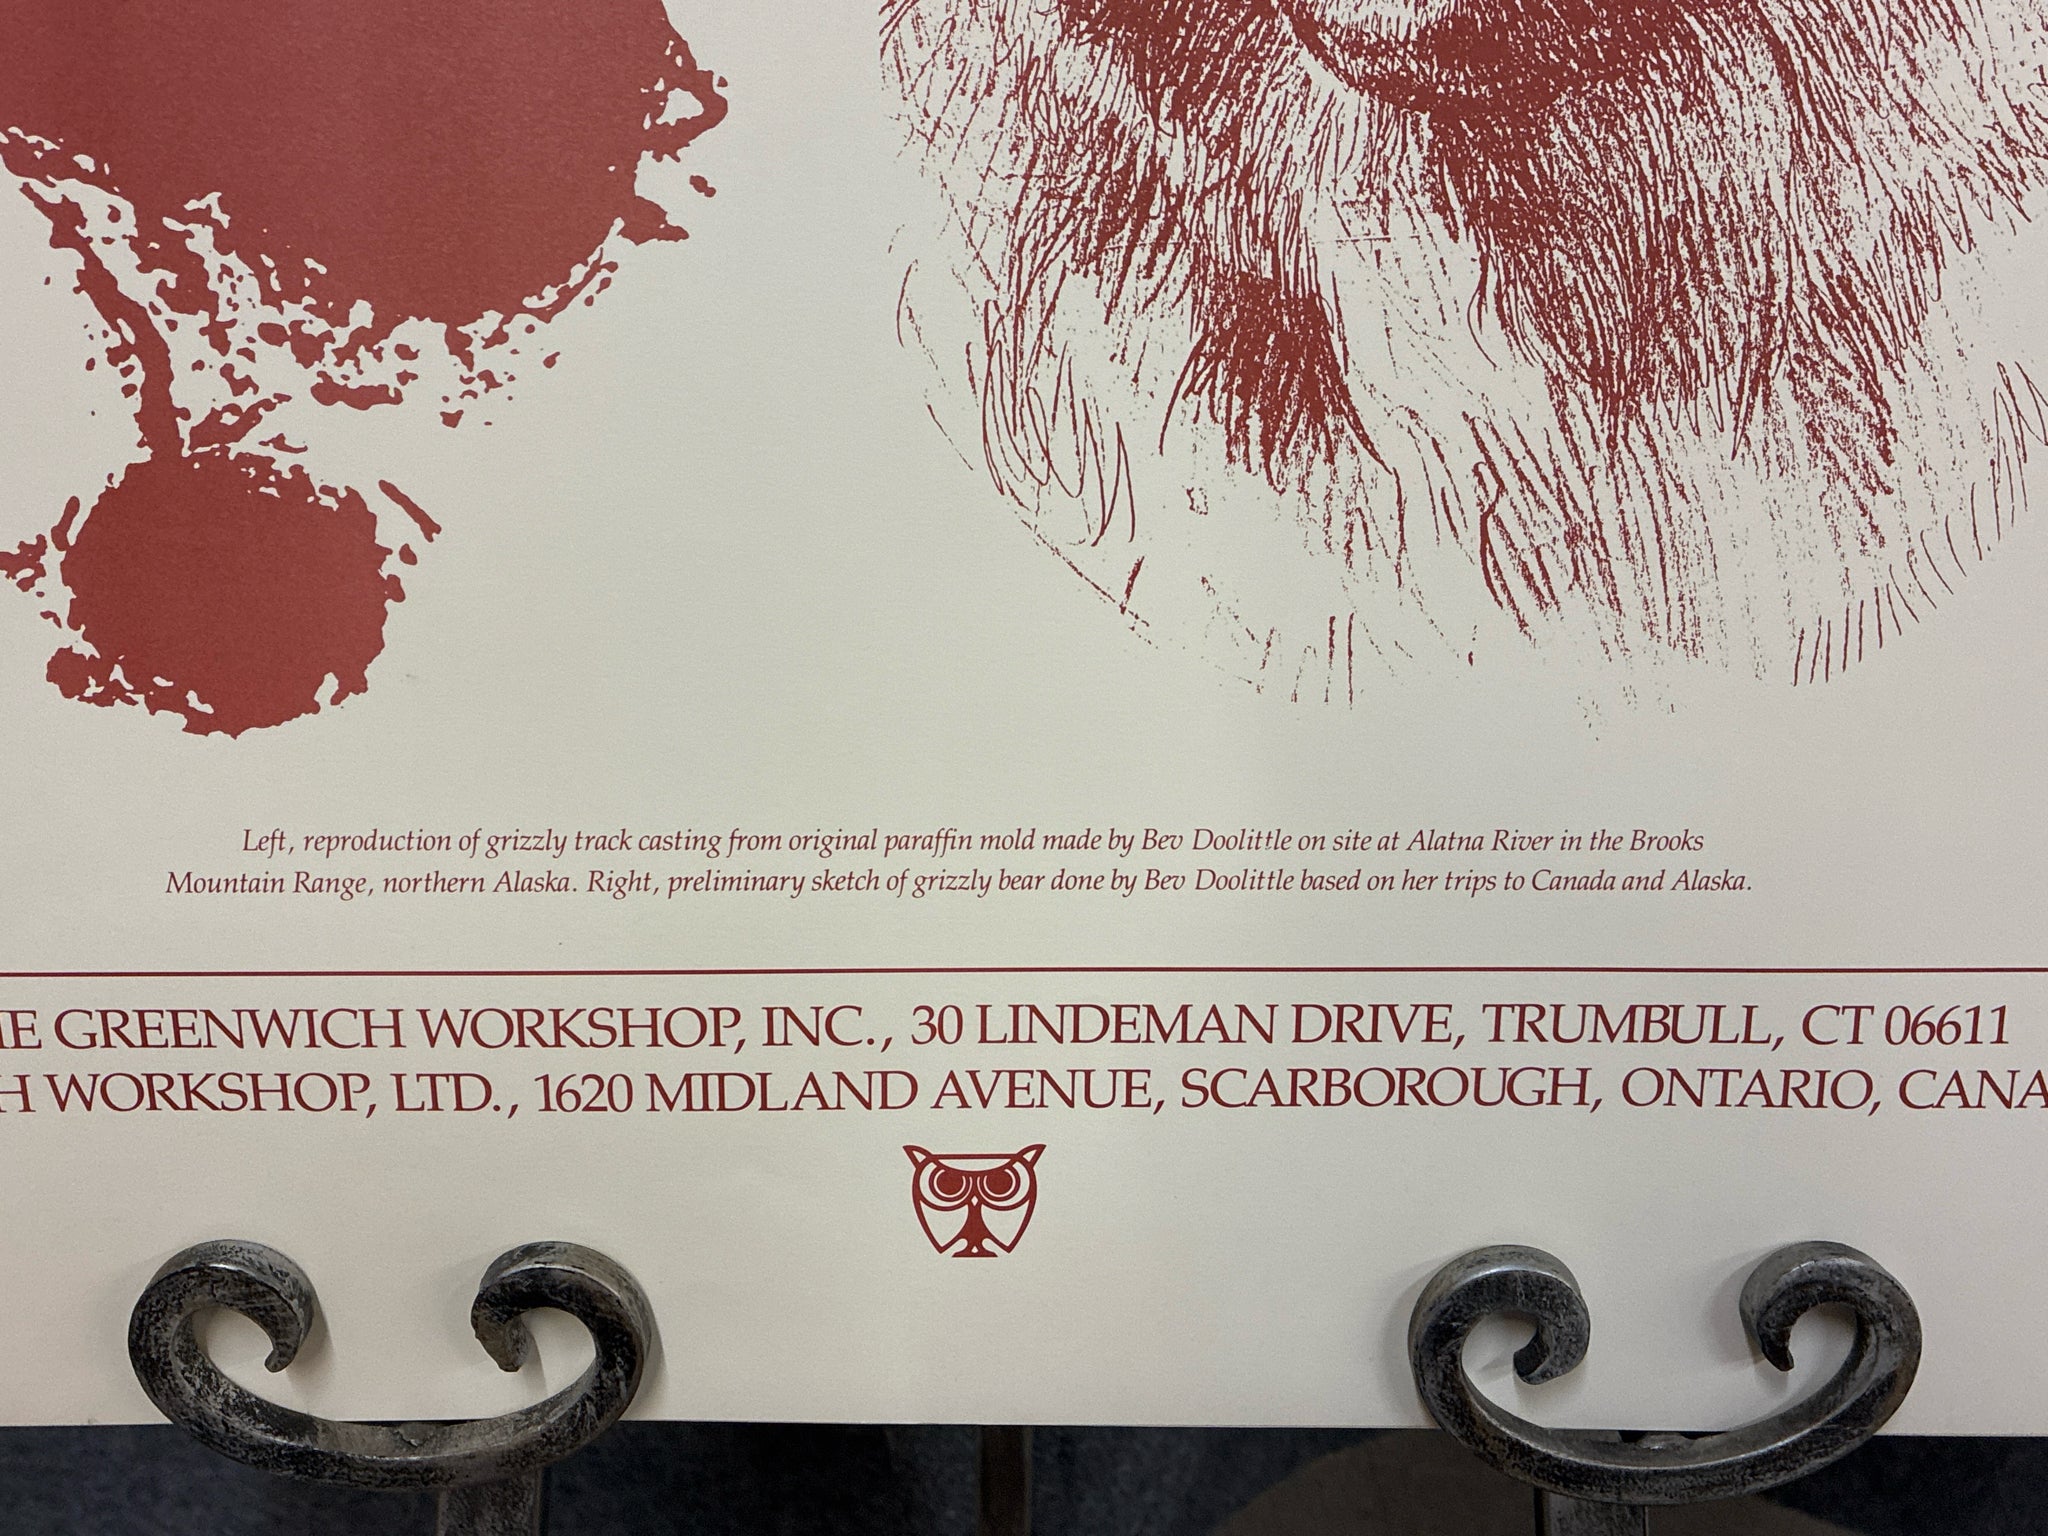 Left, reproduction of grizzly track casting from original paraffin mold made by Bev Doolittle on site at Alatna River in the Brooks
Mountain Range, northern Alaska. Right, preliminary sketch of grizzly bear done by Bev Doolittle based on her trips to Canada and Alaska.
GREENWICH WORKSHOP, INC., 30 LINDEMAN DRIVE, TRUMBULL, CT 06611
WORKSHOP, LTD., 1620 MIDLAND AVENUE, SCARBOROUGH, ONTARIO,